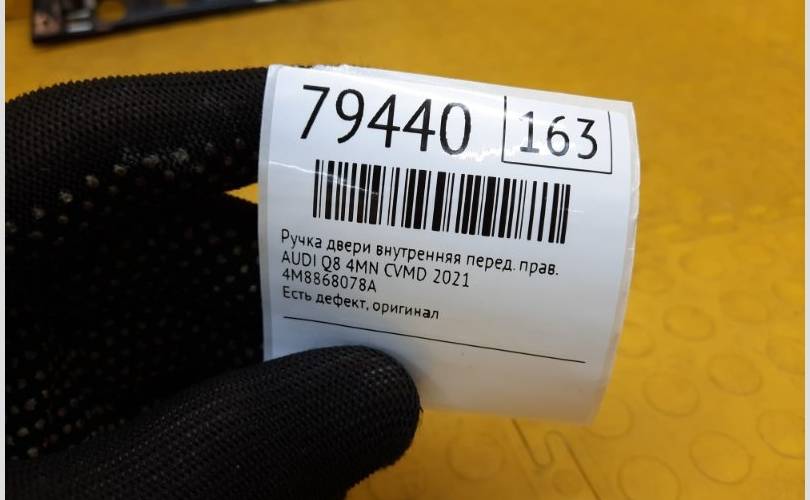 79440 163
Ручка двери внутренняя перед. прав.
AUDI Q8 4MN CVMD 2021
4M8868078A
Есть дефект, оригинал